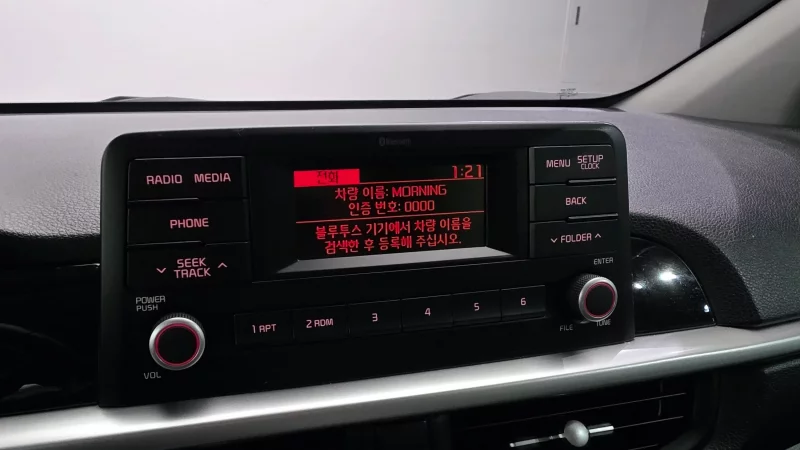 Bluetooth
RADIO MEDIA
PHONE
SEEK
TRACK
POWER
PUSH
VOL
전화 1:21
차량 이름: MORNING
인증 번호: 0000
블루투스 기기에서 차량 이름을
검색한 후 등록해 주십시오.
1 RPT 2 RDM 3 4 5 6
MENU SETUP
CLOCK
BACK
FOLDER
ENTER
FILE TUNE